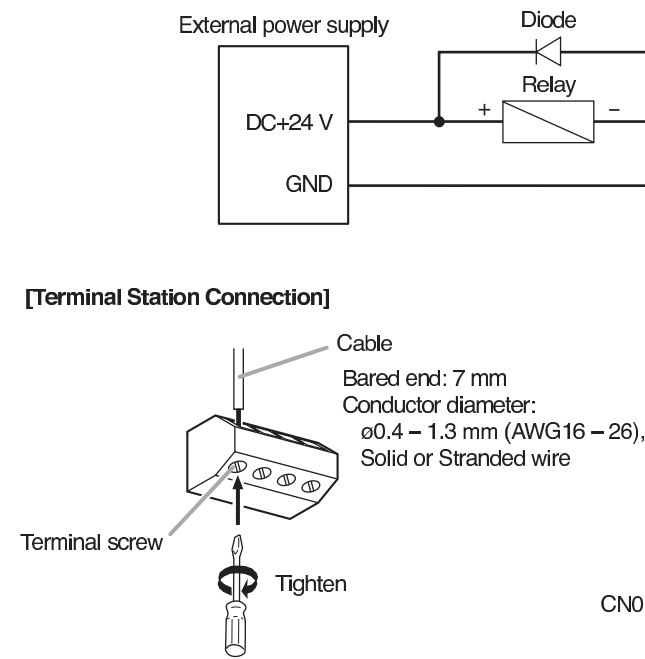 External power supply
Diode
Relay
+ −
DC+24 V
GND
[Terminal Station Connection]
Cable
Bared end: 7 mm
Conductor diameter:
ø0.4 – 1.3 mm (AWG16 – 26),
Solid or Stranded wire
Terminal screw
Tighten
CN0